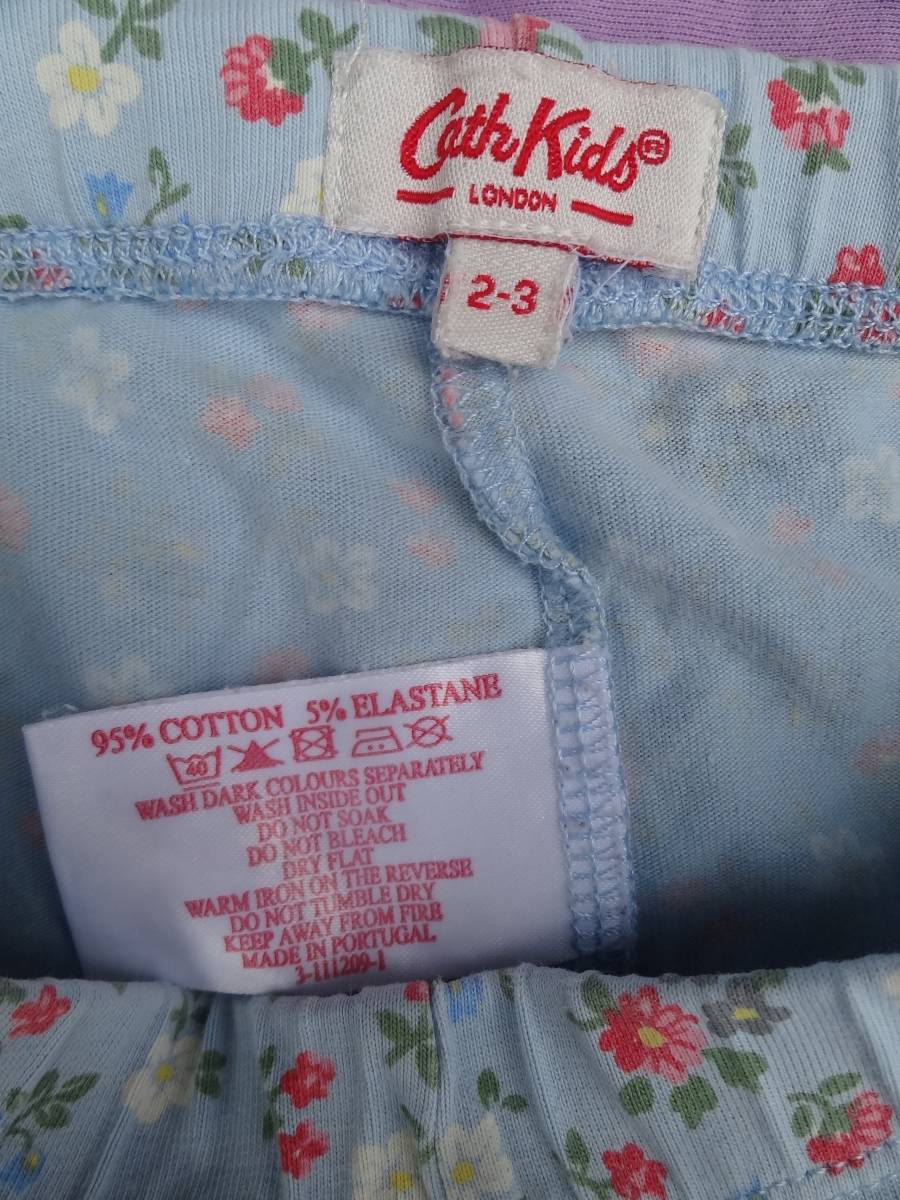 Cath Kids®
LONDON
2-3
95% COTTON 5% ELASTANE
40
WASH DARK COLOURS SEPARATELY
WASH INSIDE OUT
DO NOT SOAK
DO NOT BLEACH
DRY FLAT
WARM IRON ON THE REVERSE
DO NOT TUMBLE DRY
KEEP AWAY FROM FIRE
MADE IN PORTUGAL
3-111209-1